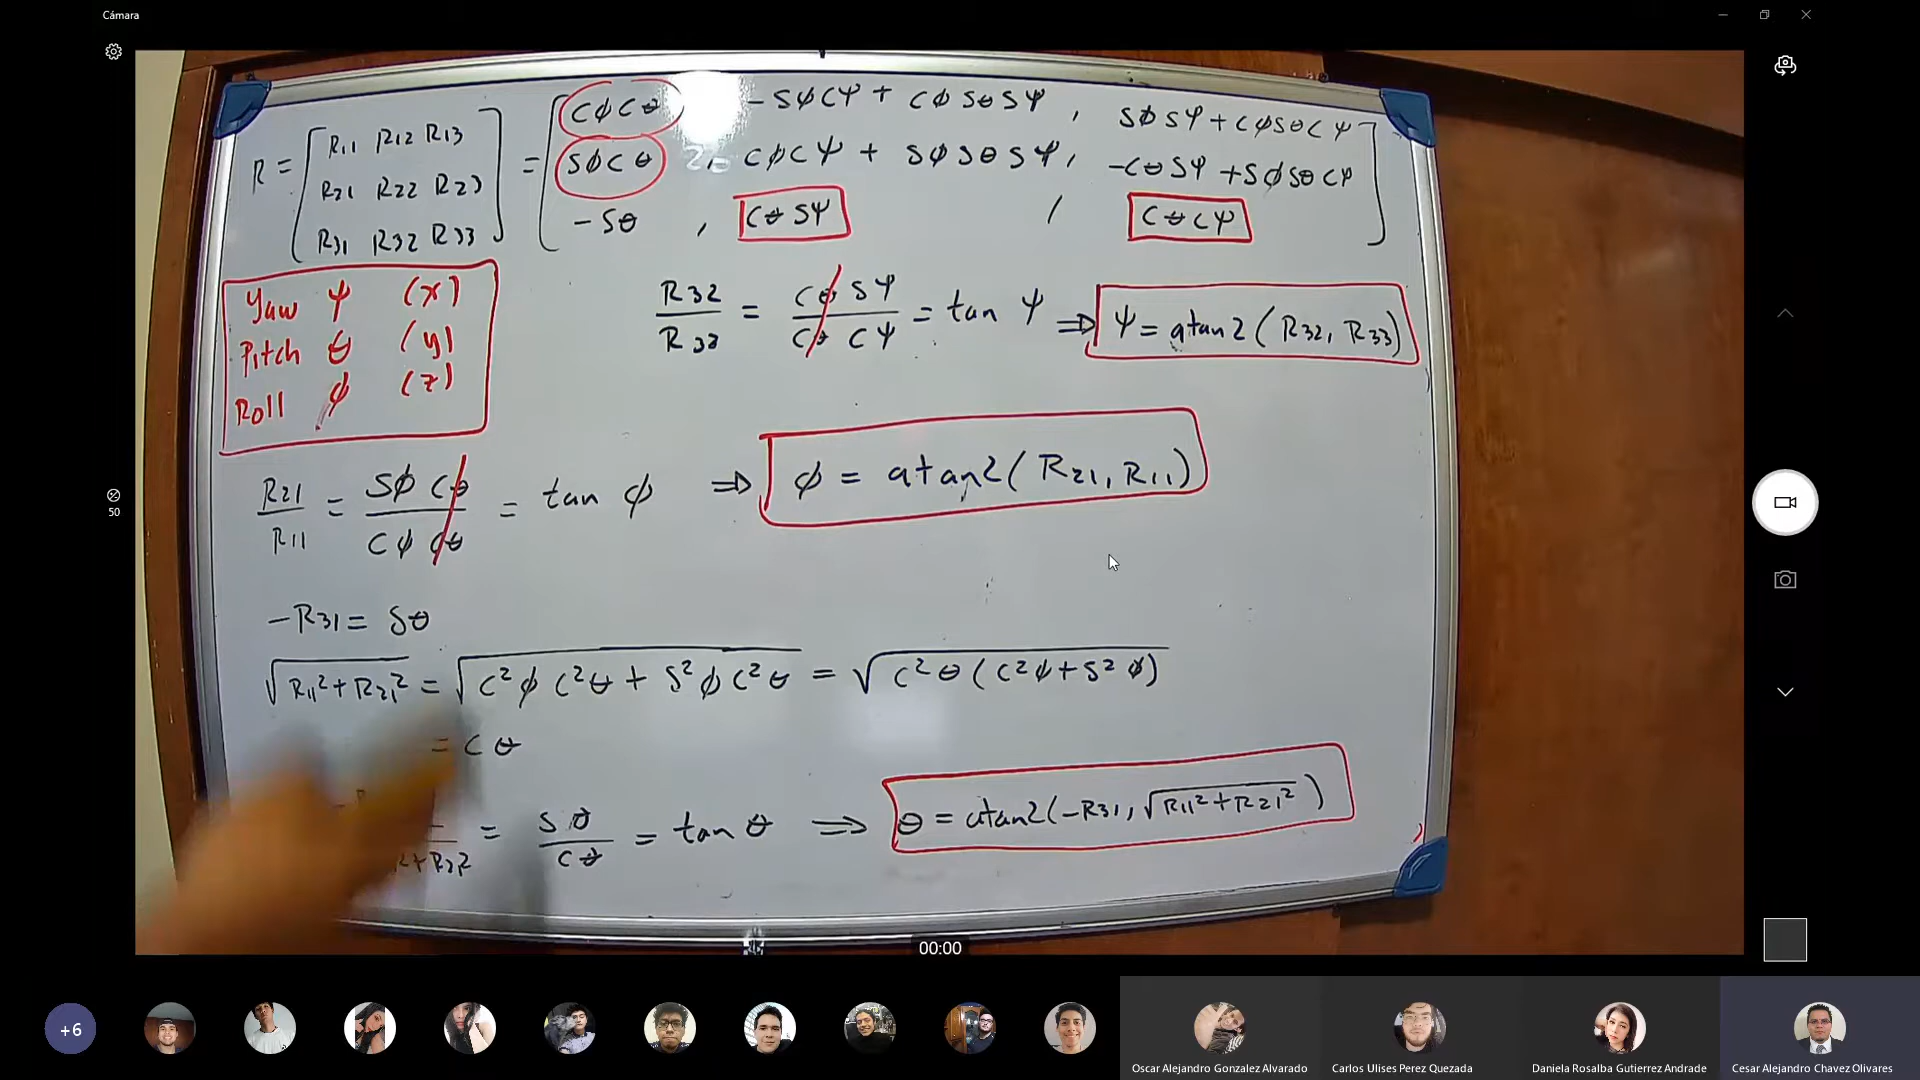 Cámara
R = [ R11 R12 R13 = [ CφCθ , -SφCΨ + CφSθSΨ , SφSΨ + CφSθCΨ ]
R21 R22 R23 SφCθ , CφCΨ + SφSθSΨ , -CθSΨ + SφSθCΨ
R31 R32 R33 ] -Sθ , CθSΨ , CθCΨ
Yaw Ψ (x)
Pitch θ (y)
Roll φ (z)
R32/R33 = CθSΨ/CθCΨ = tan Ψ ⇒ Ψ = atan2(R32, R33)
R21/R11 = SφCθ/CφCθ = tan φ ⇒ φ = atan2(R21, R11)
50
-R31 = Sθ
√R11²+R21² = √C²φC²θ + S²φC²θ = √C²θ(C²φ+S²φ)
= Cθ
²+R21² = Sθ/Cθ = tan θ ⇒ θ = atan2(-R31, √R11²+R21²)
00:00
+6
Oscar Alejandro Gonzalez Alvarado
Carlos Ulises Perez Quezada
Daniela Rosalba Gutierrez Andrade
Cesar Alejandro Chavez Olivares